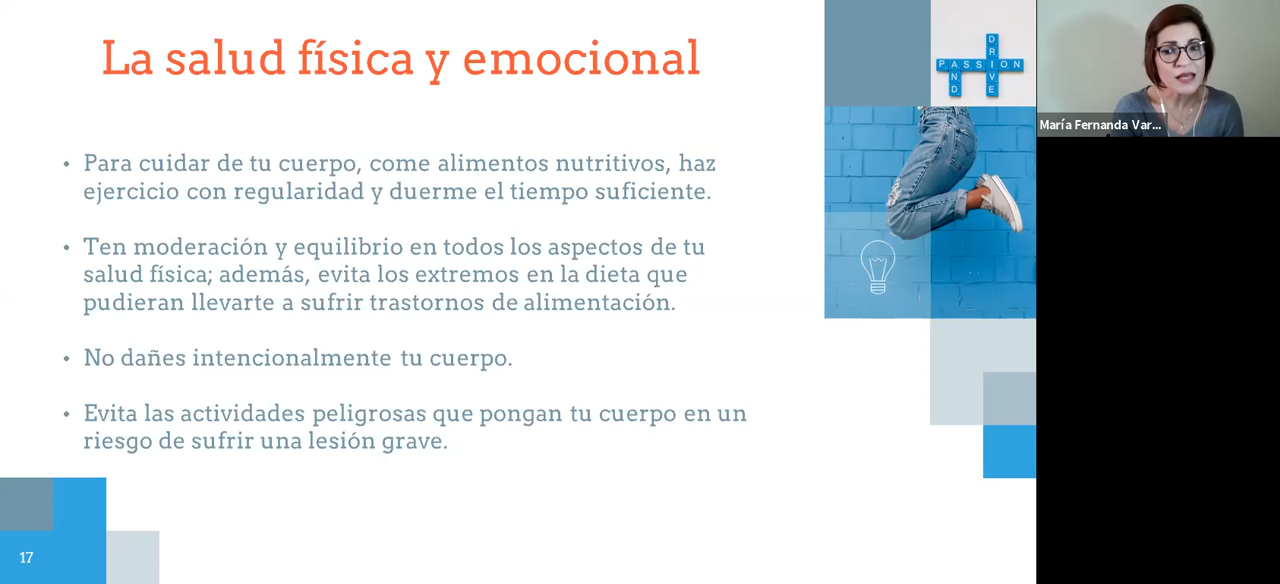 La salud física y emocional
• Para cuidar de tu cuerpo, come alimentos nutritivos, haz
ejercicio con regularidad y duerme el tiempo suficiente.
• Ten moderación y equilibrio en todos los aspectos de tu
salud física; además, evita los extremos en la dieta que
pudieran llevarte a sufrir trastornos de alimentación.
• No dañes intencionalmente tu cuerpo.
• Evita las actividades peligrosas que pongan tu cuerpo en un
riesgo de sufrir una lesión grave.
17
DRIVE
PASSION
AND
María Fernanda Var...